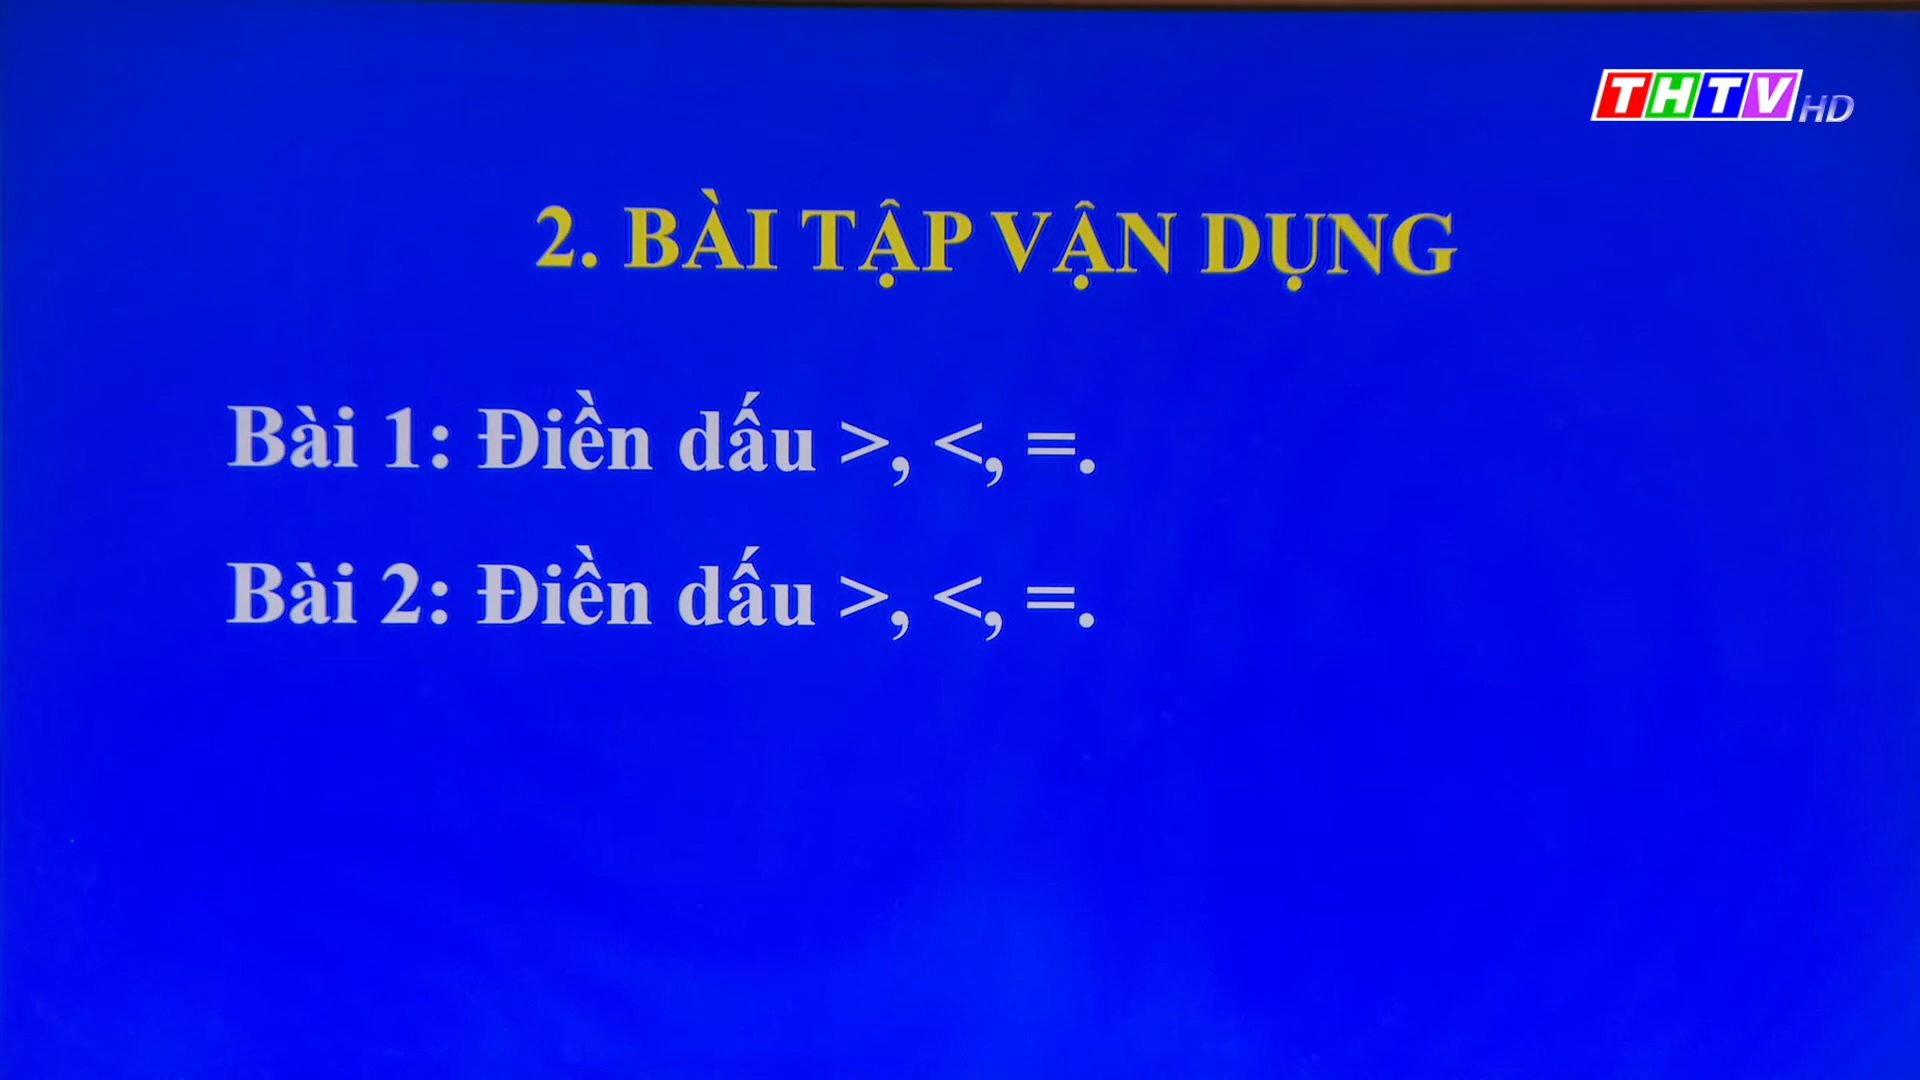 THTV HD
2. BÀI TẬP VẬN DỤNG
Bài 1: Điền dấu >, <, =.
Bài 2: Điền dấu >, <, =.